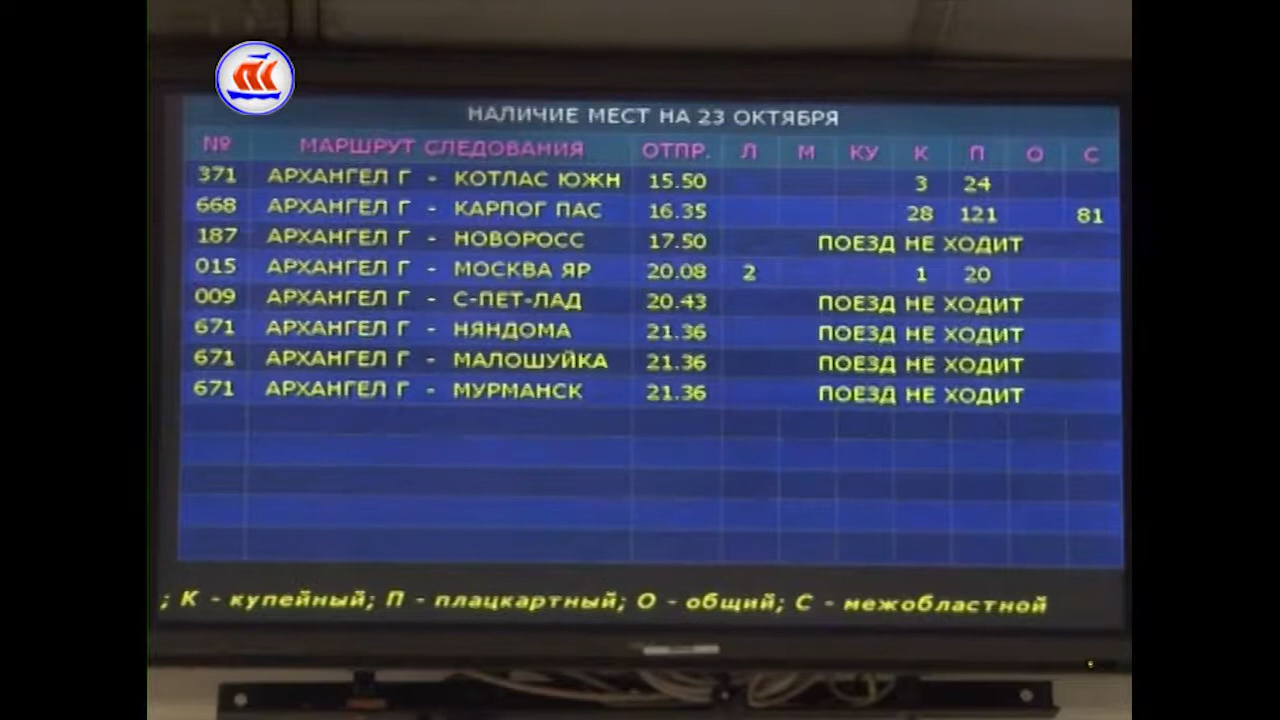 НАЛИЧИЕ МЕСТ НА 23 ОКТЯБРЯ
№ МАРШРУТ СЛЕДОВАНИЯ ОТПР. Л М КУ К П О С
371 АРХАНГЕЛ Г - КОТЛАС ЮЖН 15.50 3 24
668 АРХАНГЕЛ Г - КАРПОГ ПАС 16.35 28 121 81
187 АРХАНГЕЛ Г - НОВОРОСС 17.50 ПОЕЗД НЕ ХОДИТ
015 АРХАНГЕЛ Г - МОСКВА ЯР 20.08 2 1 20
009 АРХАНГЕЛ Г - С-ПЕТ-ЛАД 20.43 ПОЕЗД НЕ ХОДИТ
671 АРХАНГЕЛ Г - НЯНДОМА 21.36 ПОЕЗД НЕ ХОДИТ
671 АРХАНГЕЛ Г - МАЛОШУЙКА 21.36 ПОЕЗД НЕ ХОДИТ
671 АРХАНГЕЛ Г - МУРМАНСК 21.36 ПОЕЗД НЕ ХОДИТ
; К - купейный; П - плацкартный; О - общий; С - межобластной